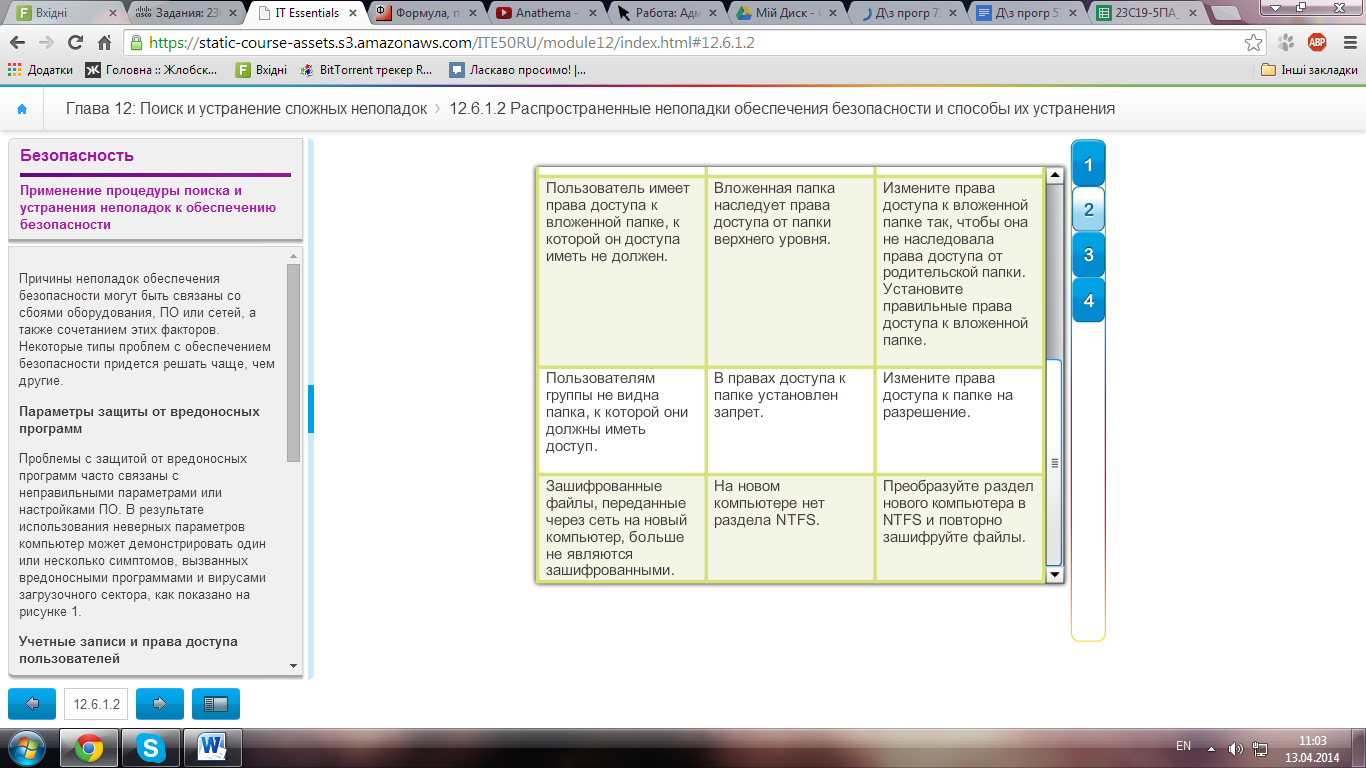 Вхідні
Задания: 23С
IT Essentials
Формула, п
Anathema -
Работа: Адм
Мій Диск - G
Д\з прогр 7
Д\з прогр 5
23С19-5ПА_
https://static-course-assets.s3.amazonaws.com/ITE50RU/module12/index.html#12.6.1.2
ABP
Додатки
Головна :: Жлобск...
Вхідні
BitTorrent трекер R...
Ласкаво просимо! |...
Інші закладки
Глава 12: Поиск и устранение сложных неполадок
12.6.1.2 Распространенные неполадки обеспечения безопасности и способы их устранения
Безопасность
Применение процедуры поиска и
устранения неполадок к обеспечению
безопасности
Причины неполадок обеспечения
безопасности могут быть связаны со
сбоями оборудования, ПО или сетей, а
также сочетанием этих факторов.
Некоторые типы проблем с обеспечением
безопасности придется решать чаще, чем
другие.
Параметры защиты от вредоносных
программ
Проблемы с защитой от вредоносных
программ часто связаны с
неправильными параметрами или
настройками ПО. В результате
использования неверных параметров
компьютер может демонстрировать один
или несколько симптомов, вызванных
вредоносными программами и вирусами
загрузочного сектора, как показано на
рисунке 1.
Учетные записи и права доступа
пользователей
Пользователь имеет
права доступа к
вложенной папке, к
которой он доступа
иметь не должен.
Вложенная папка
наследует права
доступа от папки
верхнего уровня.
Измените права
доступа к вложенной
папке так, чтобы она
не наследовала
права доступа от
родительской папки.
Установите
правильные права
доступа к вложенной
папке.
Пользователям
группы не видна
папка, к которой они
должны иметь
доступ.
В правах доступа к
папке установлен
запрет.
Измените права
доступа к папке на
разрешение.
Зашифрованные
файлы, переданные
через сеть на новый
компьютер, больше
не являются
зашифрованными.
На новом
компьютере нет
раздела NTFS.
Преобразуйте раздел
нового компьютера в
NTFS и повторно
зашифруйте файлы.
1
2
3
4
12.6.1.2
EN
11:03
13.04.2014